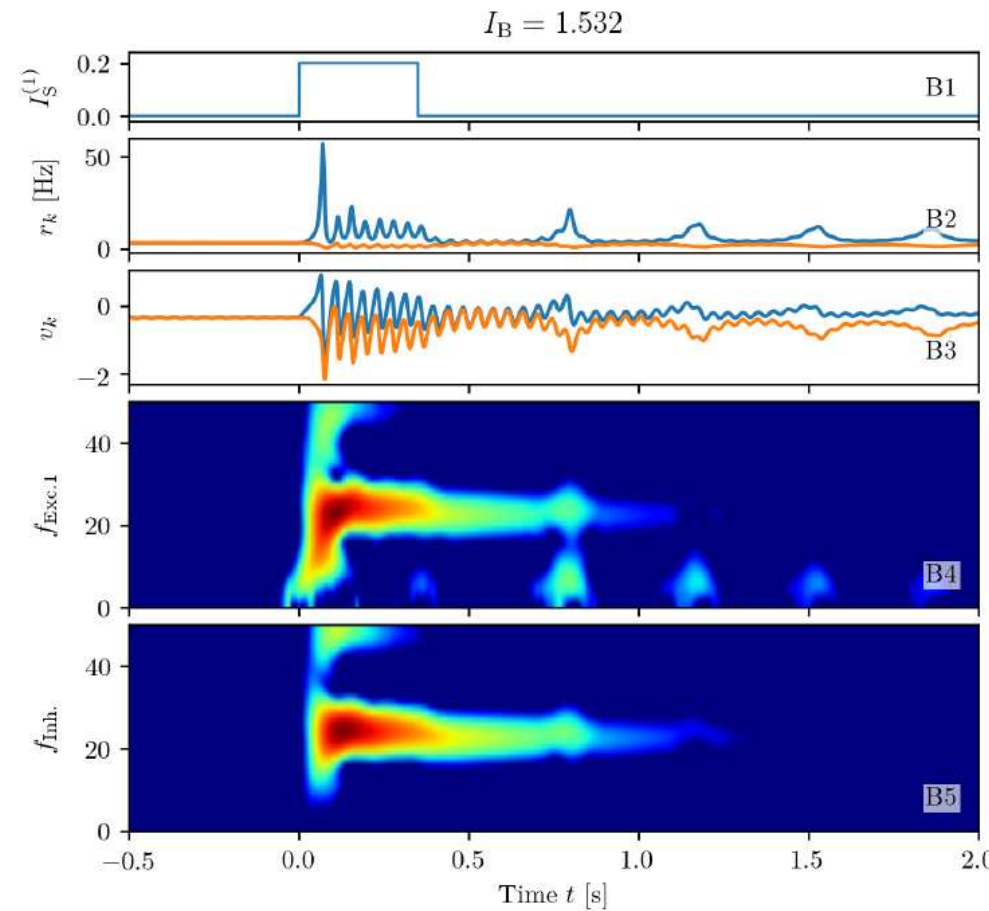 I_B = 1.532
0.2
0.0
I_S^(1)
B1
50
0
r_k [Hz]
B2
0
−2
v_k
B3
40
20
0
f_Exc.1
B4
40
20
0
f_Inh.
B5
−0.5 0.0 0.5 1.0 1.5 2.0
Time t [s]